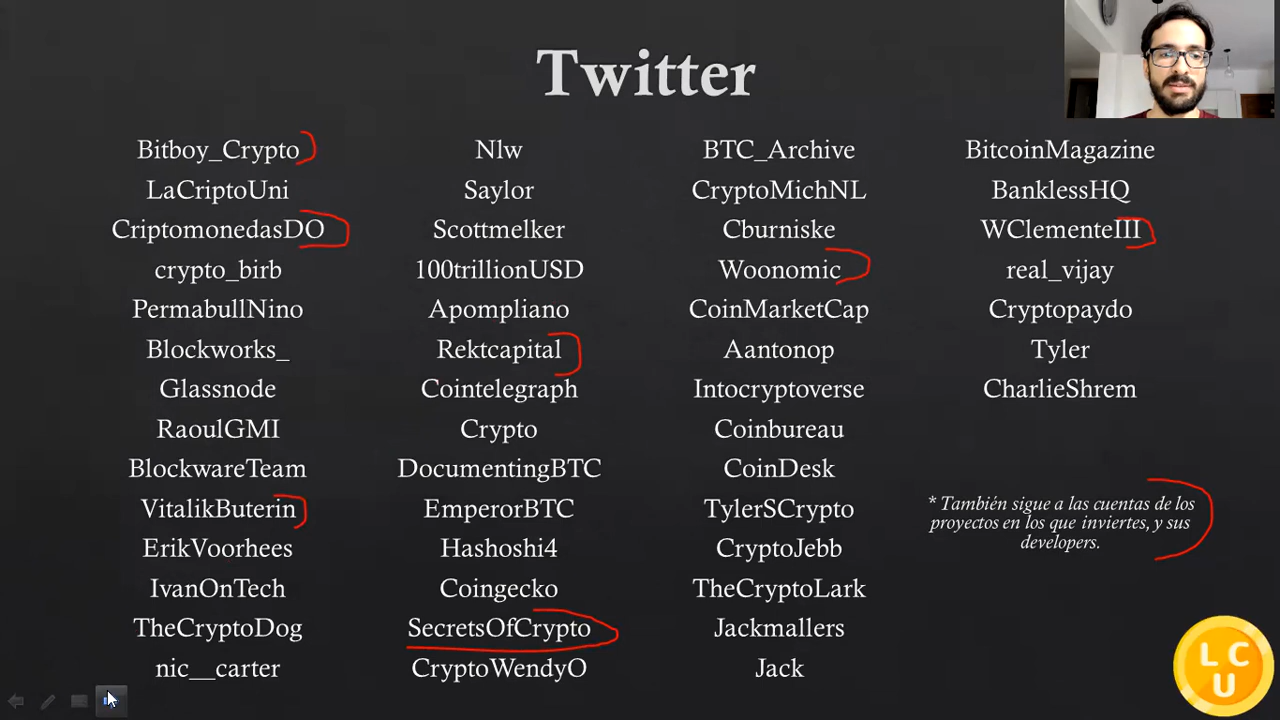 Twitter
Bitboy_Crypto
LaCriptoUni
CriptomonedasDO
crypto_birb
PermabullNino
Blockworks_
Glassnode
RaoulGMI
BlockwareTeam
VitalikButerin
ErikVoorhees
IvanOnTech
TheCryptoDog
nic__carter
Nlw
Saylor
Scottmelker
100trillionUSD
Apompliano
Rektcapital
Cointelegraph
Crypto
DocumentingBTC
EmperorBTC
Hashoshi4
Coingecko
SecretsOfCrypto
CryptoWendyO
BTC_Archive
CryptoMichNL
Cburniske
Woonomic
CoinMarketCap
Aantonop
Intocryptoverse
Coinbureau
CoinDesk
TylerSCrypto
CryptoJebb
TheCryptoLark
Jackmallers
Jack
BitcoinMagazine
BanklessHQ
WClementeIII
real_vijay
Cryptopaydo
Tyler
CharlieShrem
* También sigue a las cuentas de los
proyectos en los que inviertes, y sus
developers.
L C
U